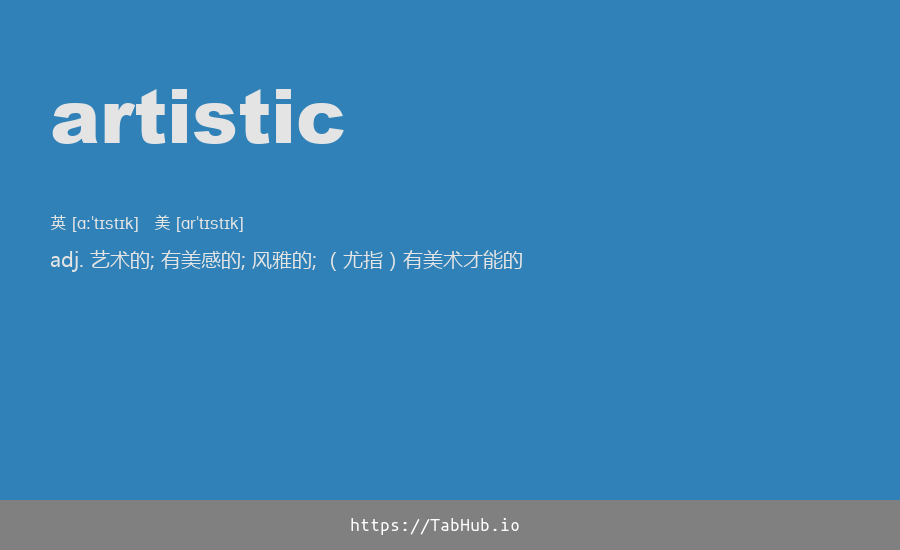 artistic
英 [ɑːˈtɪstɪk] 美 [ɑrˈtɪstɪk]
adj. 艺术的; 有美感的; 风雅的; （尤指）有美术才能的
https://TabHub.io